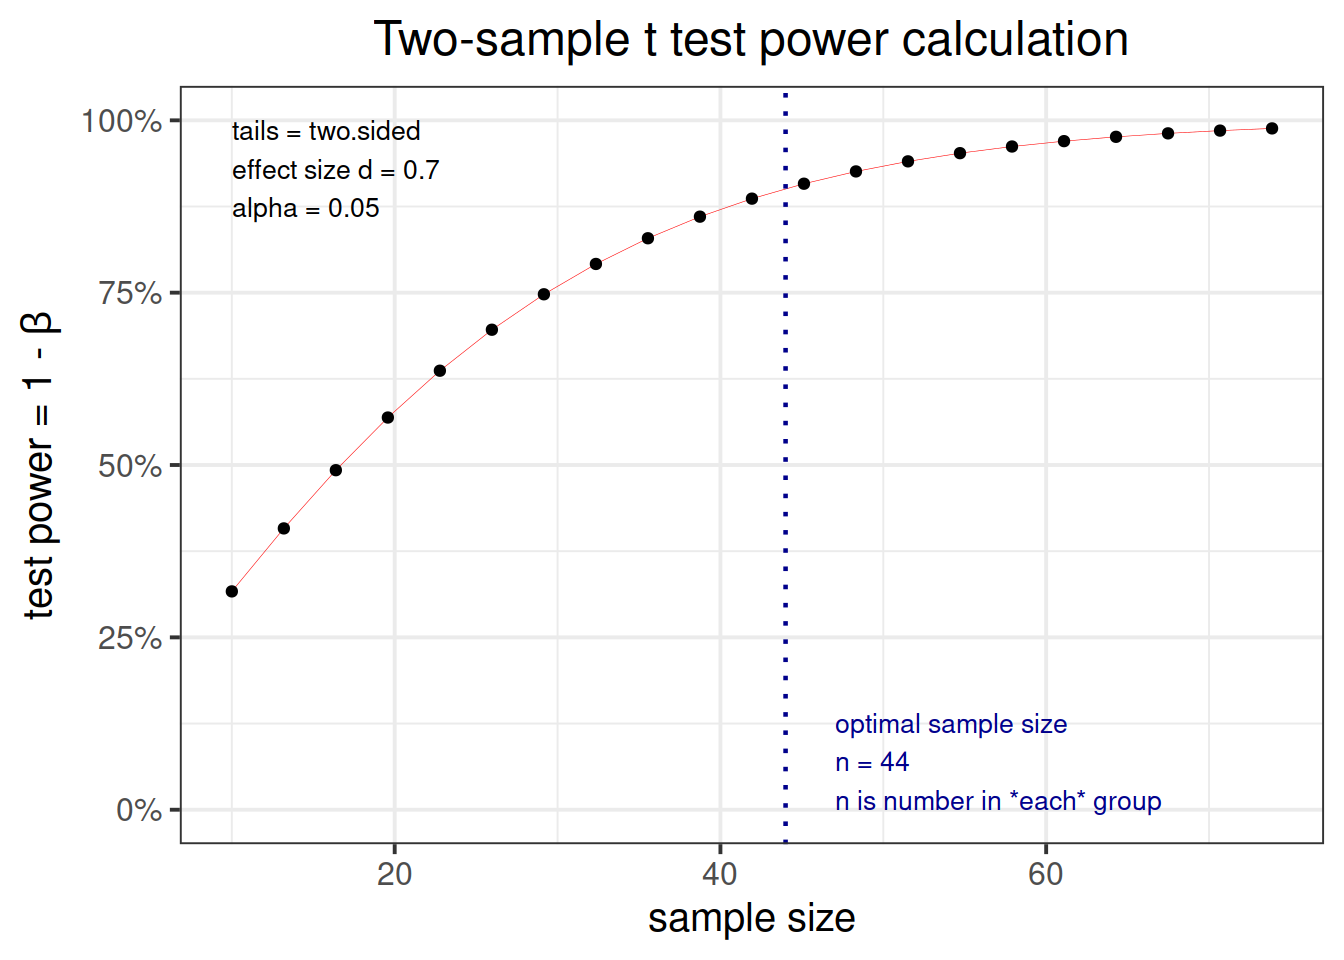 Two-sample t test power calculation
100%
75%
50%
25%
0%
test power = 1 - β
tails = two.sided
effect size d = 0.7
alpha = 0.05
optimal sample size
n = 44
n is number in *each* group
20
40
60
sample size